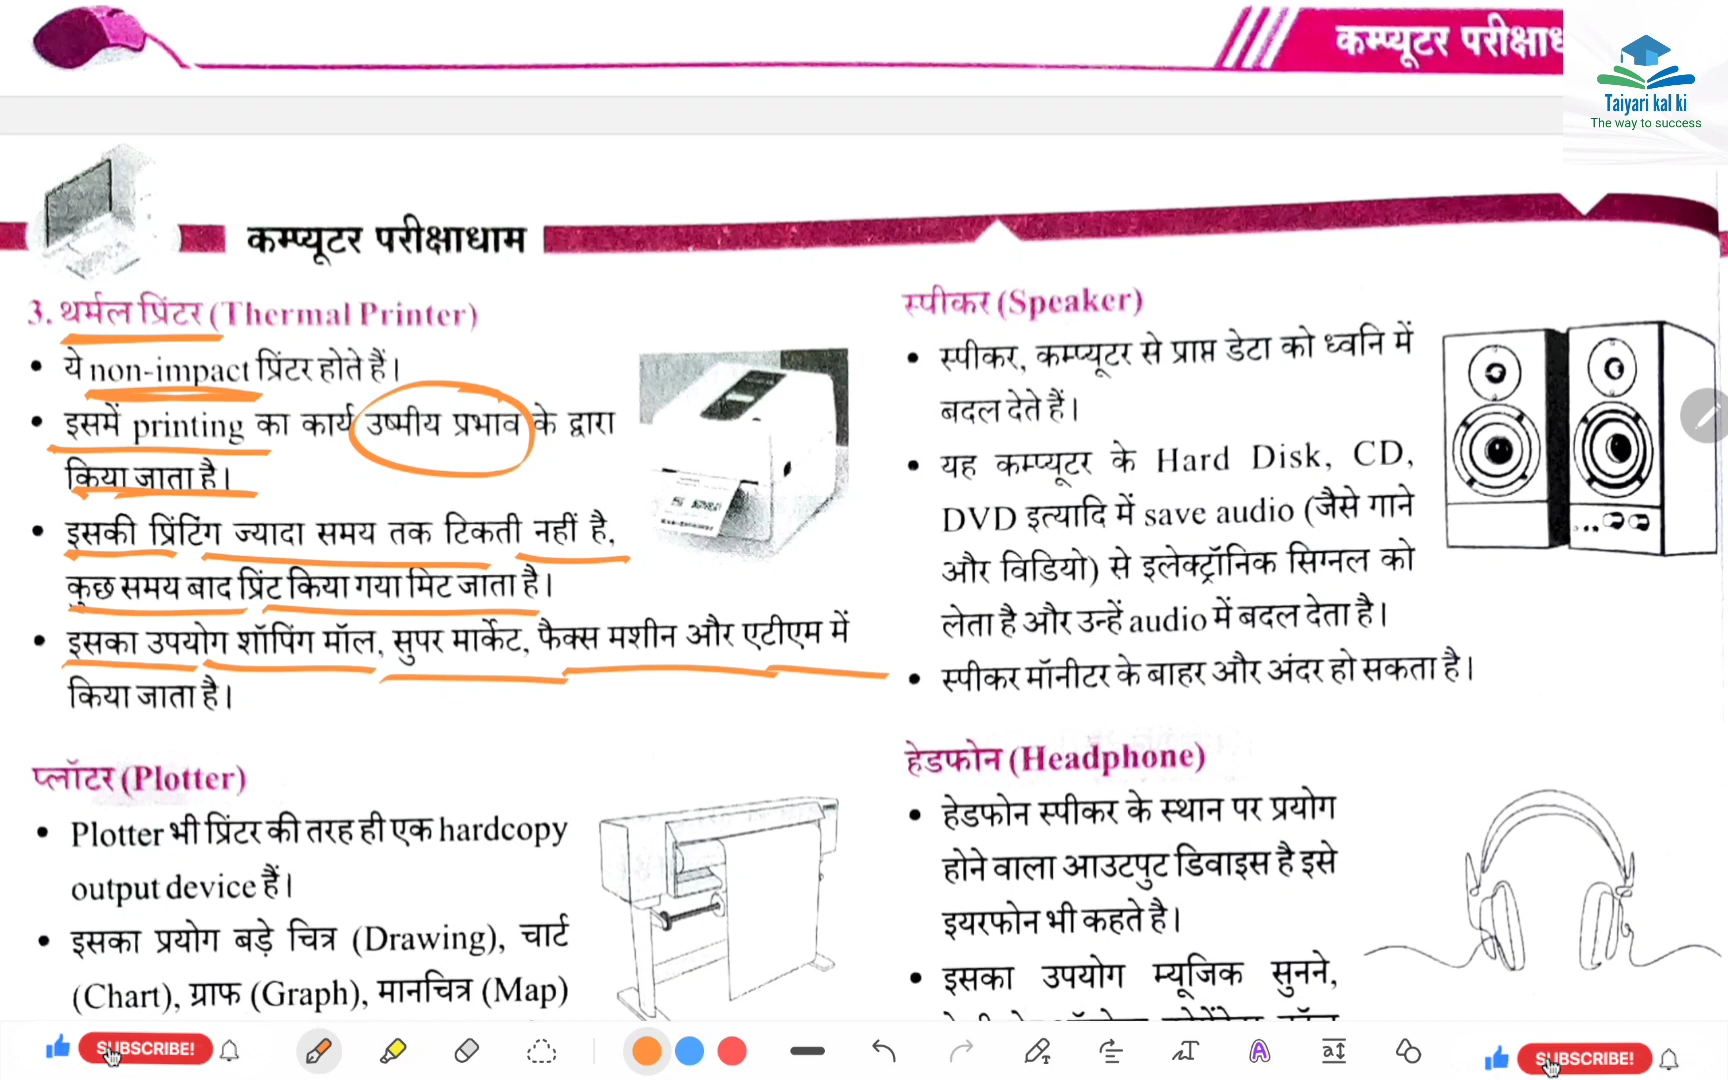 कम्प्यूटर परीक्षाध
Taiyari kal ki
The way to success
कम्प्यूटर परीक्षाधाम
3. थर्मल प्रिंटर (Thermal Printer)
• ये non-impact प्रिंटर होते हैं।
• इसमें printing का कार्य उष्मीय प्रभाव के द्वारा
किया जाता है।
• इसकी प्रिंटिंग ज्यादा समय तक टिकती नहीं है,
कुछ समय बाद प्रिंट किया गया मिट जाता है।
• इसका उपयोग शॉपिंग मॉल, सुपर मार्केट, फैक्स मशीन और एटीएम में
किया जाता है।
प्लॉटर (Plotter)
• Plotter भी प्रिंटर की तरह ही एक hardcopy
output device हैं।
• इसका प्रयोग बड़े चित्र (Drawing), चार्ट
(Chart), ग्राफ (Graph), मानचित्र (Map)
स्पीकर (Speaker)
• स्पीकर, कम्प्यूटर से प्राप्त डेटा को ध्वनि में
बदल देते हैं।
• यह कम्प्यूटर के Hard Disk, CD,
DVD इत्यादि में save audio (जैसे गाने
और विडियो) से इलेक्ट्रॉनिक सिग्नल को
लेता है और उन्हें audio में बदल देता है।
• स्पीकर मॉनीटर के बाहर और अंदर हो सकता है।
हेडफोन (Headphone)
• हेडफोन स्पीकर के स्थान पर प्रयोग
होने वाला आउटपुट डिवाइस है इसे
इयरफोन भी कहते है।
• इसका उपयोग म्यूजिक सुनने,
SUBSCRIBE!
SUBSCRIBE!